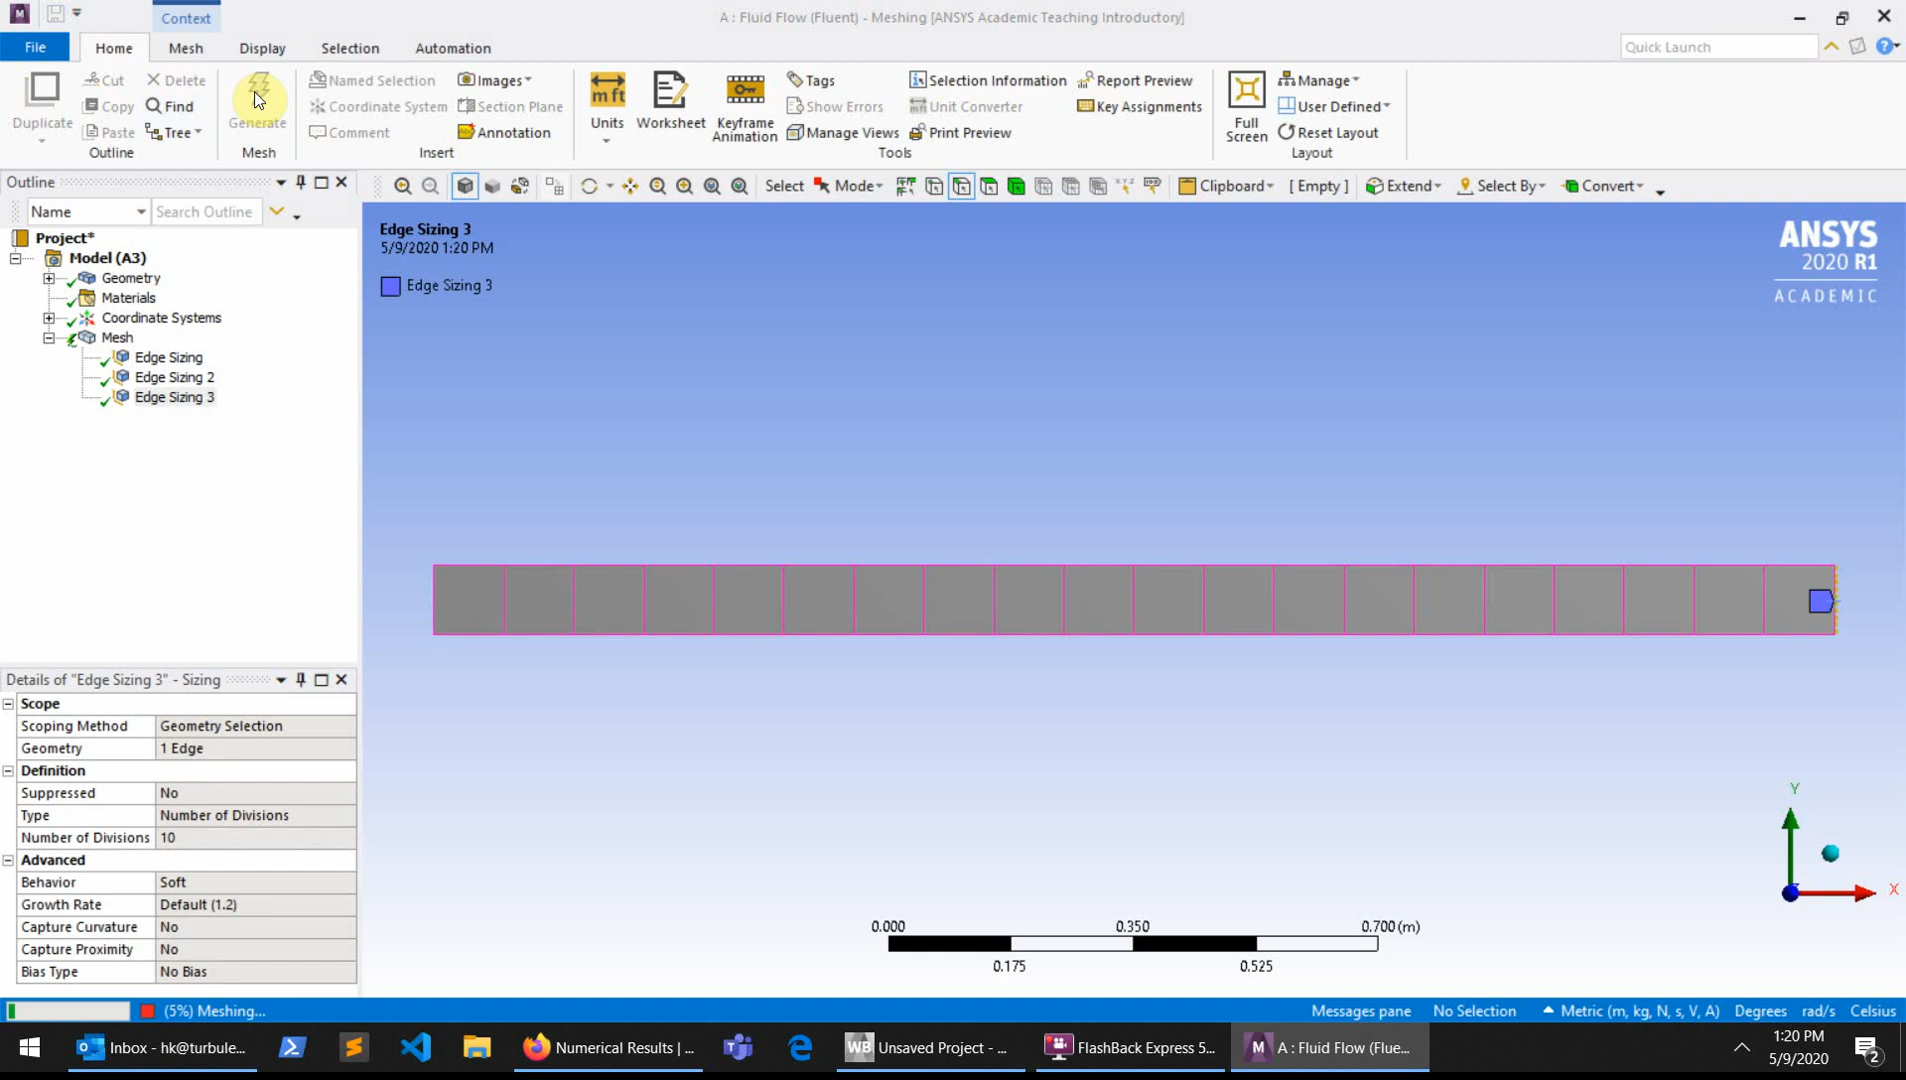 Context
A : Fluid Flow (Fluent) - Meshing [ANSYS Academic Teaching Introductory]
File
Home
Mesh
Display
Selection
Automation
Quick Launch
Duplicate
Cut
Copy
Paste
Delete
Find
Tree
Outline
Generate
Mesh
Named Selection
Coordinate System
Comment
Images
Section Plane
Annotation
Insert
Units
Worksheet
Keyframe
Animation
Tags
Show Errors
Manage Views
Selection Information
Unit Converter
Print Preview
Report Preview
Key Assignments
Tools
Full
Screen
Manage
User Defined
Reset Layout
Layout
Outline
Select
Mode
Clipboard
[ Empty ]
Extend
Select By
Convert
Name
Search Outline
Project*
Model (A3)
Geometry
Materials
Coordinate Systems
Mesh
Edge Sizing
Edge Sizing 2
Edge Sizing 3
Edge Sizing 3
5/9/2020 1:20 PM
Edge Sizing 3
ANSYS
2020 R1
ACADEMIC
Details of "Edge Sizing 3" - Sizing
Scope
Scoping Method Geometry Selection
Geometry 1 Edge
Definition
Suppressed No
Type Number of Divisions
Number of Divisions 10
Advanced
Behavior Soft
Growth Rate Default (1.2)
Capture Curvature No
Capture Proximity No
Bias Type No Bias
Y
X
0.000 0.350 0.700 (m)
0.175 0.525
(5%) Meshing...
Messages pane
No Selection
Metric (m, kg, N, s, V, A)
Degrees
rad/s
Celsius
Inbox - hk@turbule...
Numerical Results | ...
Unsaved Project - ...
FlashBack Express 5...
A : Fluid Flow (Flue...
1:20 PM
5/9/2020
2